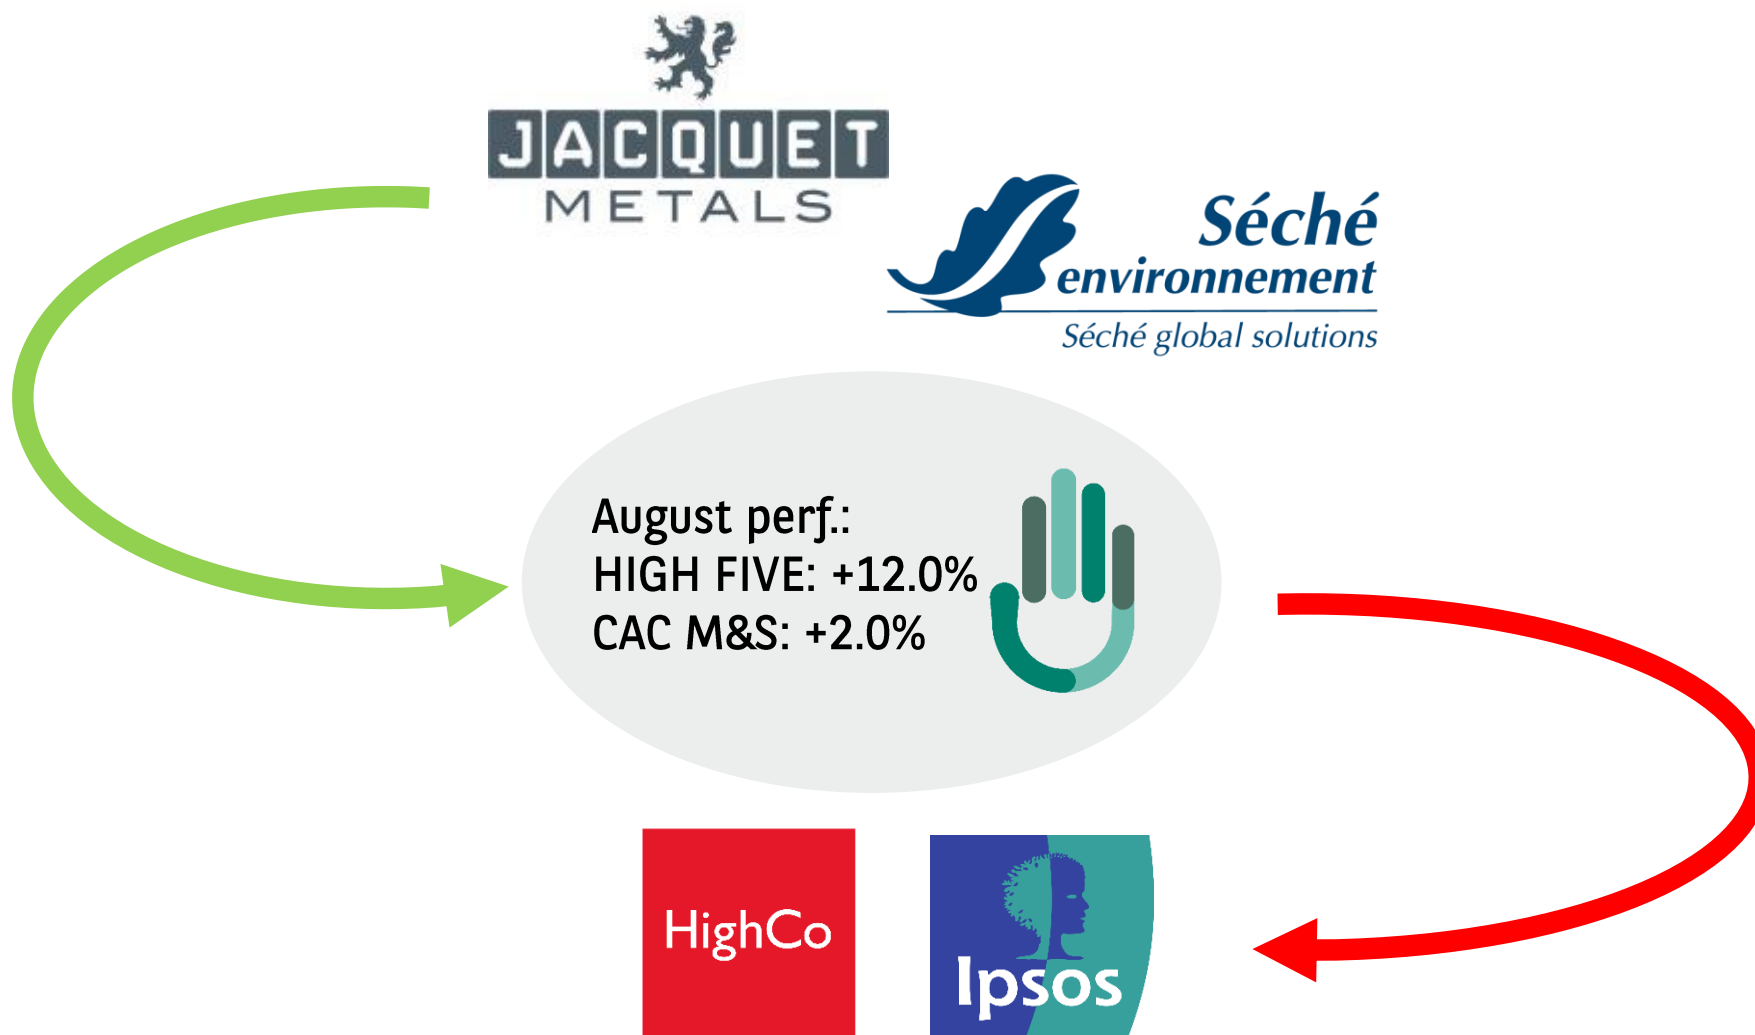 JACQUET
METALS
Séché
environnement
Séché global solutions
August perf.:
HIGH FIVE: +12.0%
CAC M&S: +2.0%
HighCo
Ipsos